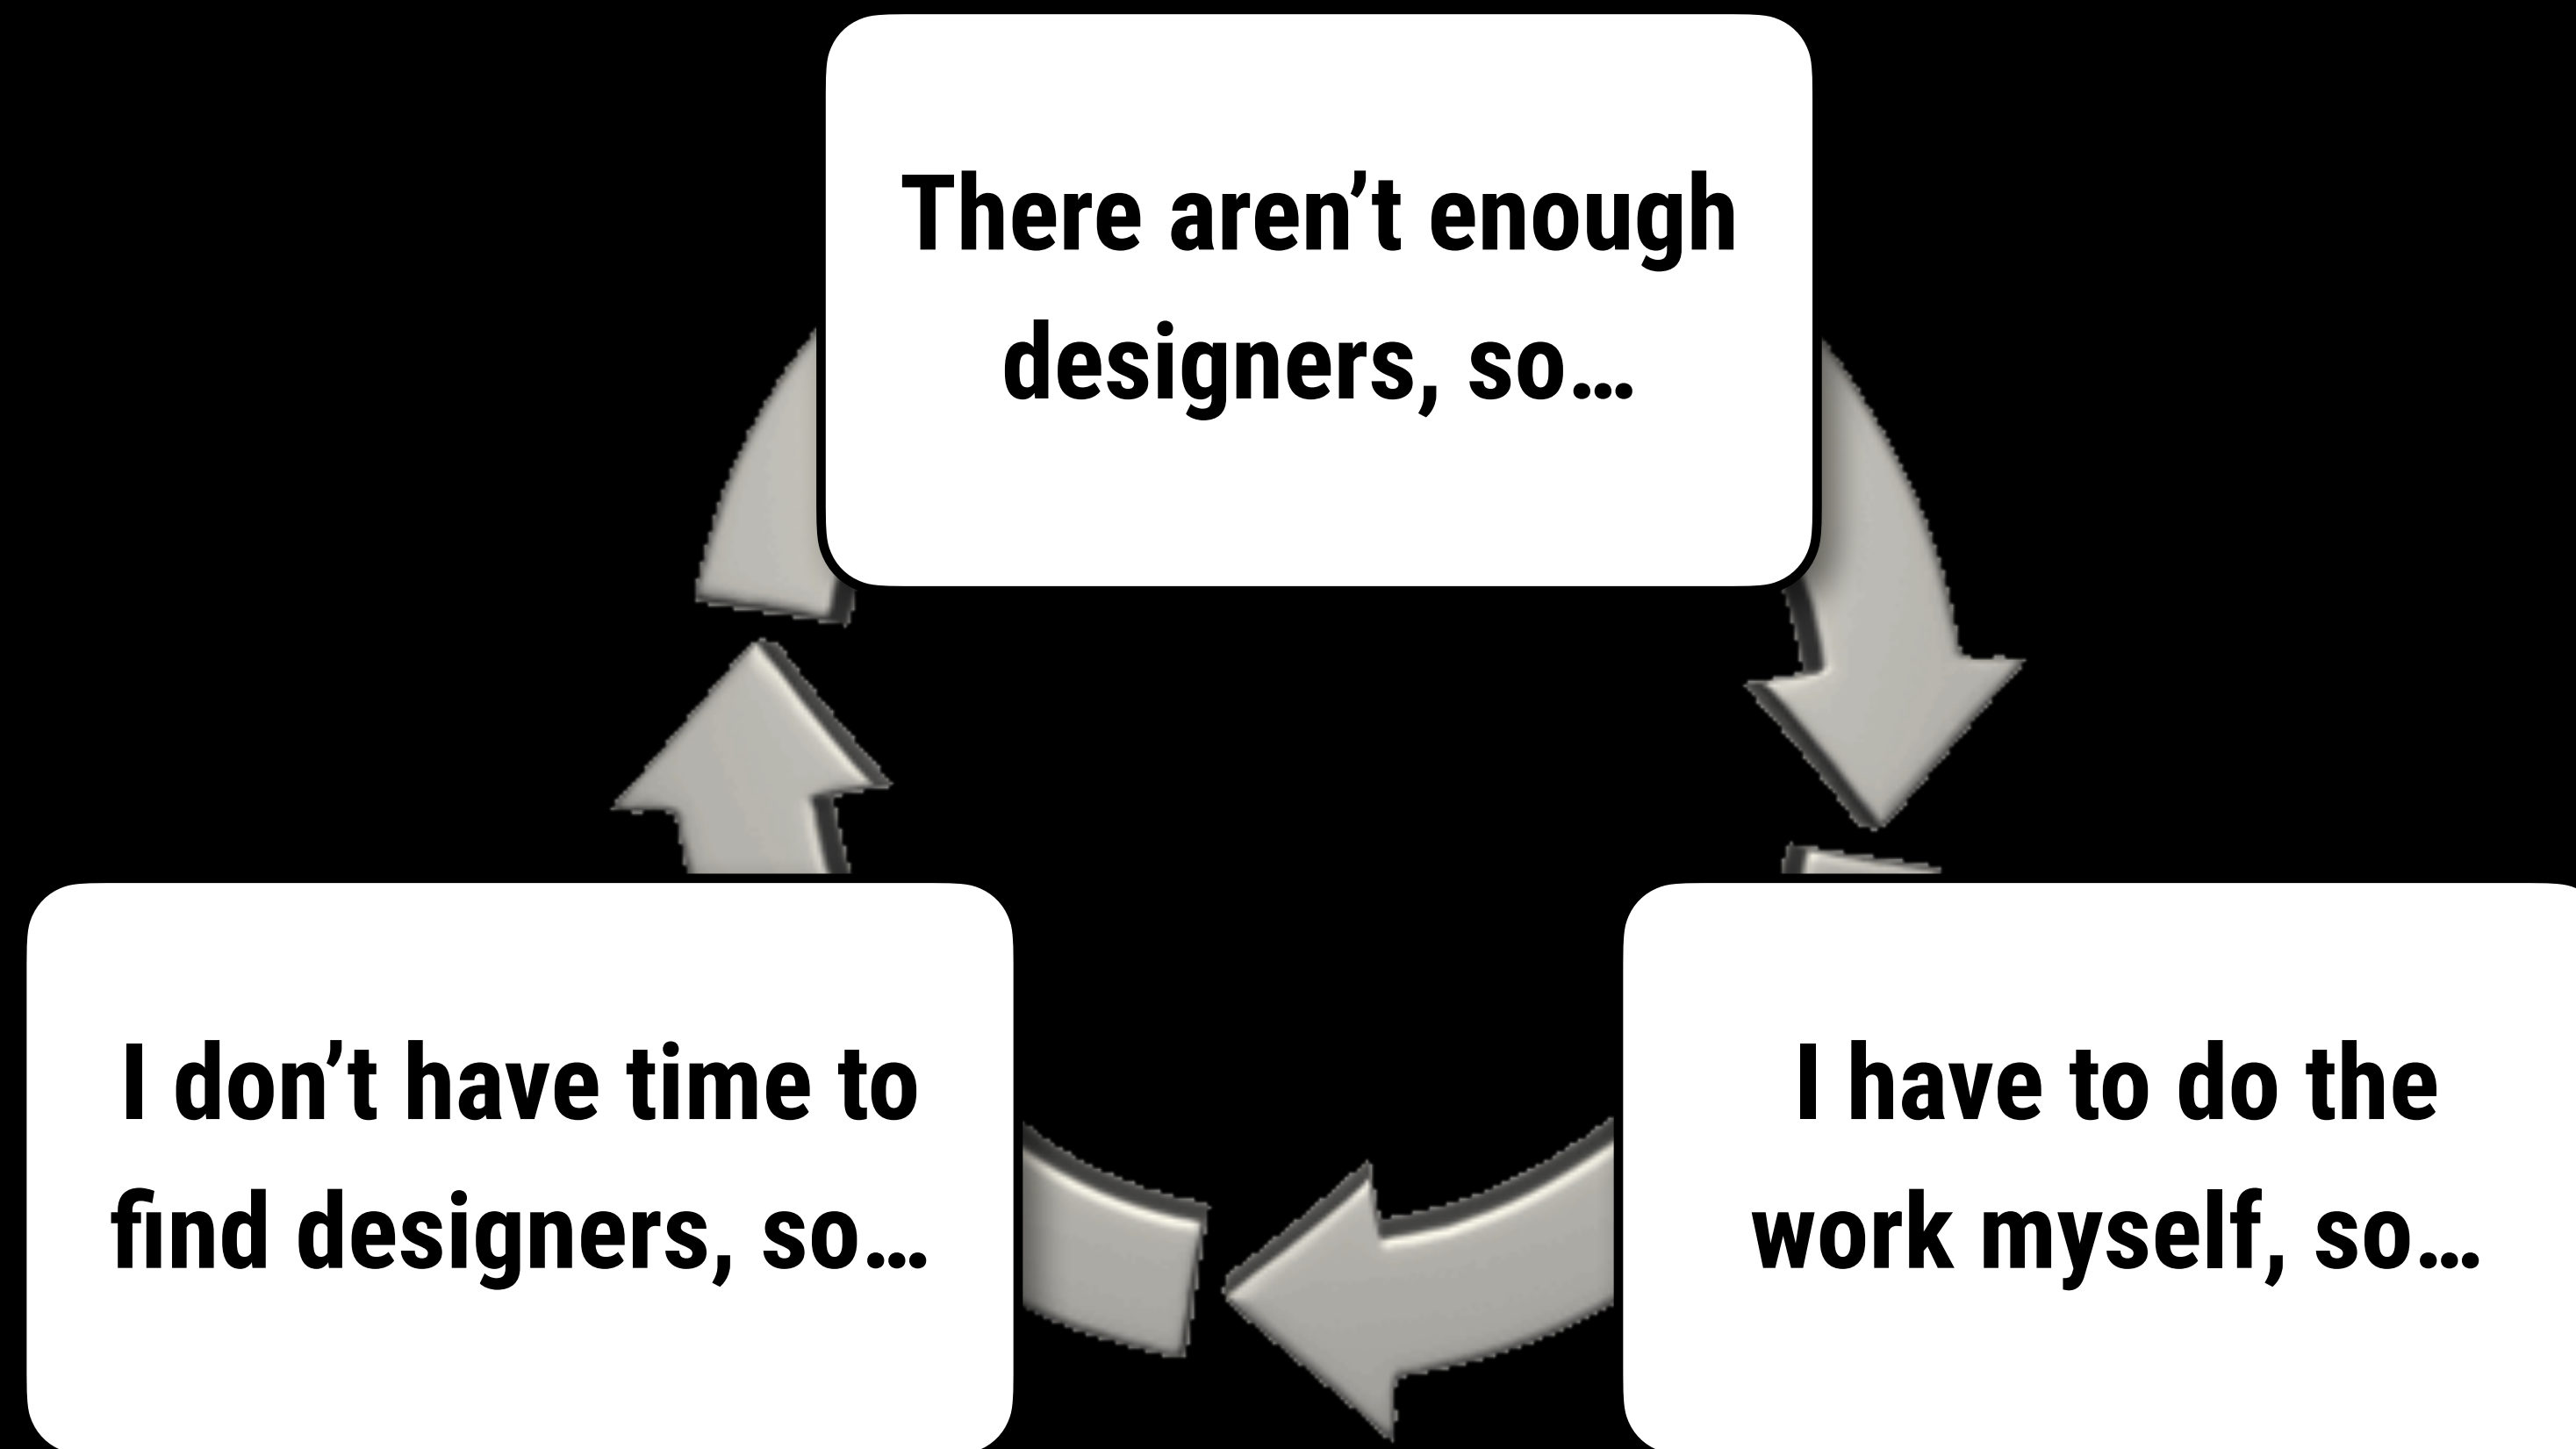 There aren’t enough
designers, so…
I don’t have time to
find designers, so…
I have to do the
work myself, so…